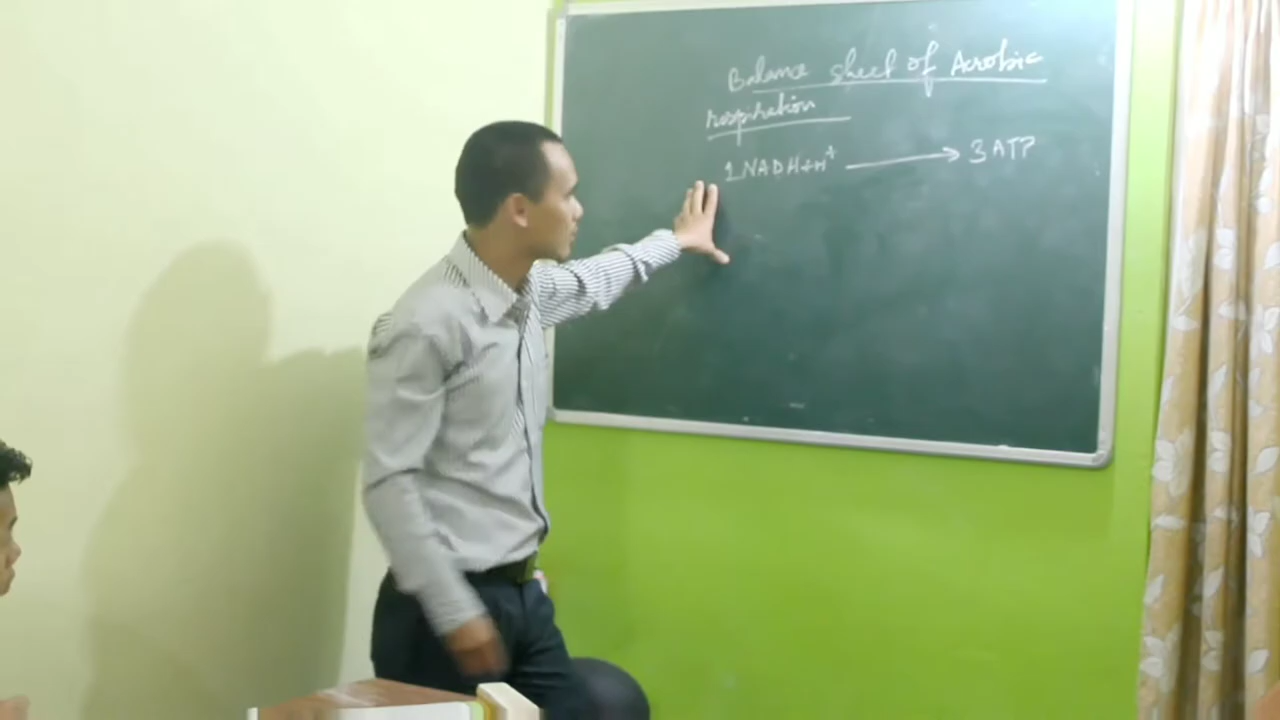 Balance sheet of Aerobic
respiration
1 NADH+H⁺ → 3 ATP